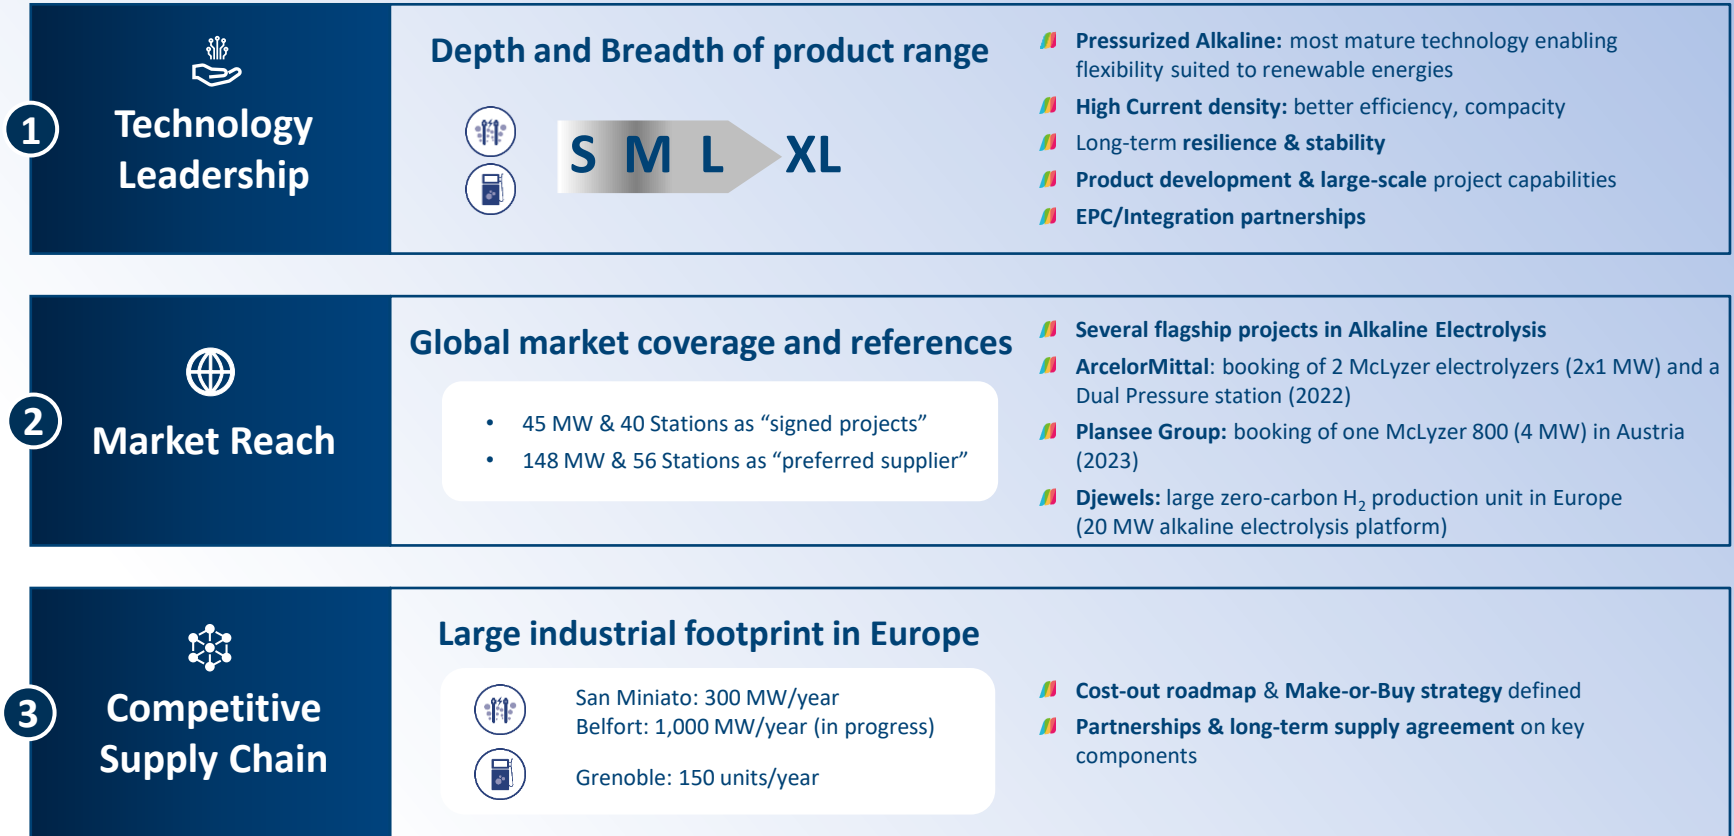 1
Technology
Leadership
Depth and Breadth of product range
S M L XL
Pressurized Alkaline: most mature technology enabling
flexibility suited to renewable energies
High Current density: better efficiency, compacity
Long-term resilience & stability
Product development & large-scale project capabilities
EPC/Integration partnerships
2
Market Reach
Global market coverage and references
• 45 MW & 40 Stations as “signed projects”
• 148 MW & 56 Stations as “preferred supplier”
Several flagship projects in Alkaline Electrolysis
ArcelorMittal: booking of 2 McLyzer electrolyzers (2x1 MW) and a
Dual Pressure station (2022)
Plansee Group: booking of one McLyzer 800 (4 MW) in Austria
(2023)
Djewels: large zero-carbon H₂ production unit in Europe
(20 MW alkaline electrolysis platform)
3
Competitive
Supply Chain
Large industrial footprint in Europe
San Miniato: 300 MW/year
Belfort: 1,000 MW/year (in progress)
Grenoble: 150 units/year
Cost-out roadmap & Make-or-Buy strategy defined
Partnerships & long-term supply agreement on key
components